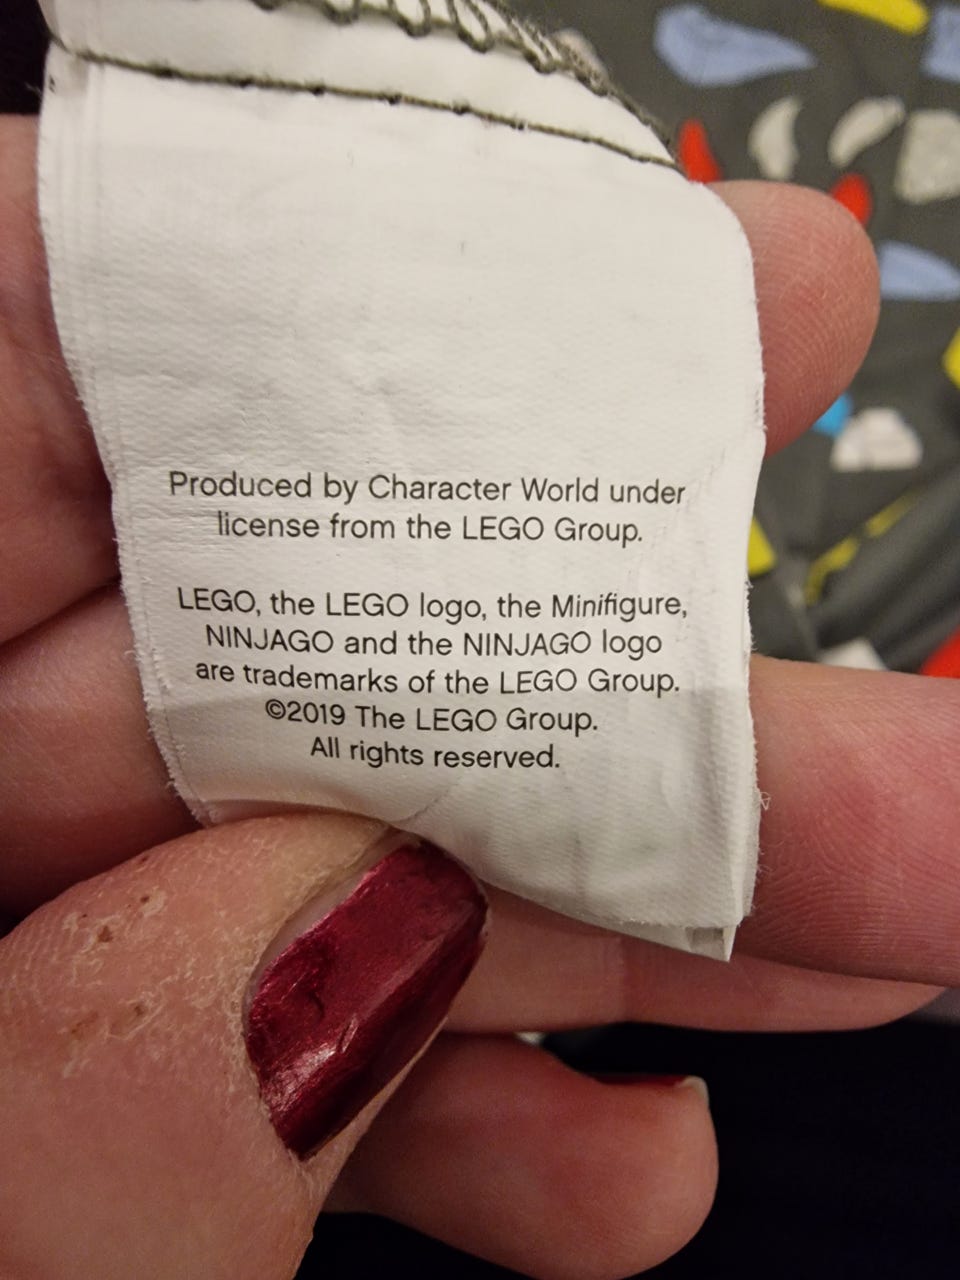 Produced by Character World under
license from the LEGO Group.
LEGO, the LEGO logo, the Minifigure,
NINJAGO and the NINJAGO logo
are trademarks of the LEGO Group.
©2019 The LEGO Group.
All rights reserved.